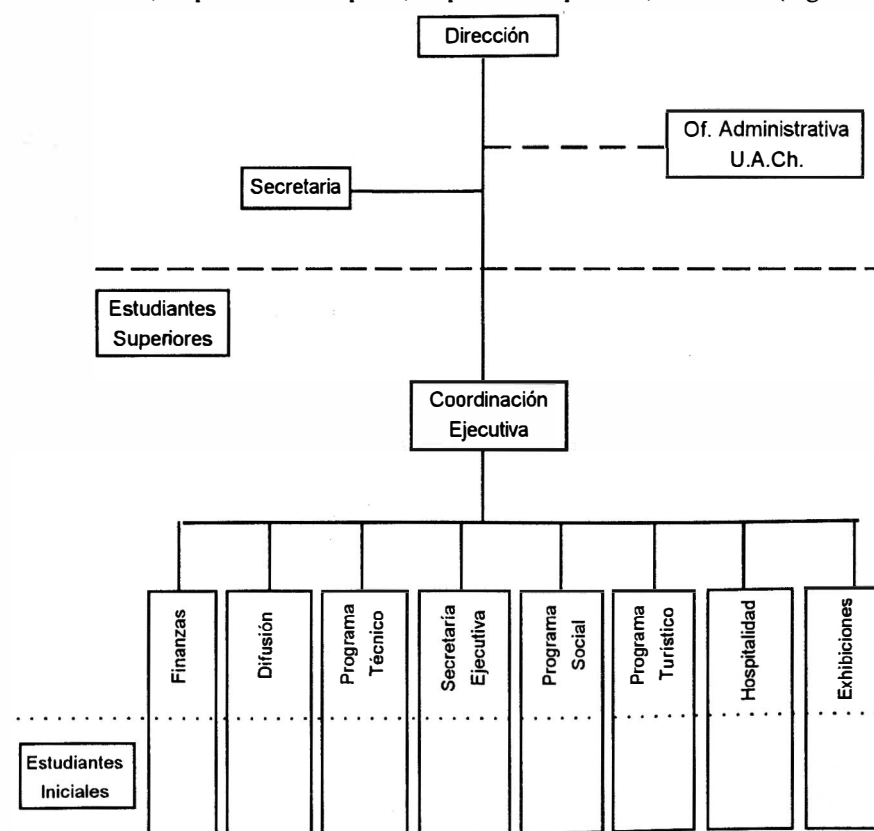 Dirección
Of. Administrativa
U.A.Ch.
Secretaria
Estudiantes
Superiores
Coordinación
Ejecutiva
Finanzas
Difusión
Programa
Técnico
Secretaría
Ejecutiva
Programa
Social
Programa
Turístico
Hospitalidad
Exhibiciones
Estudiantes
Iniciales